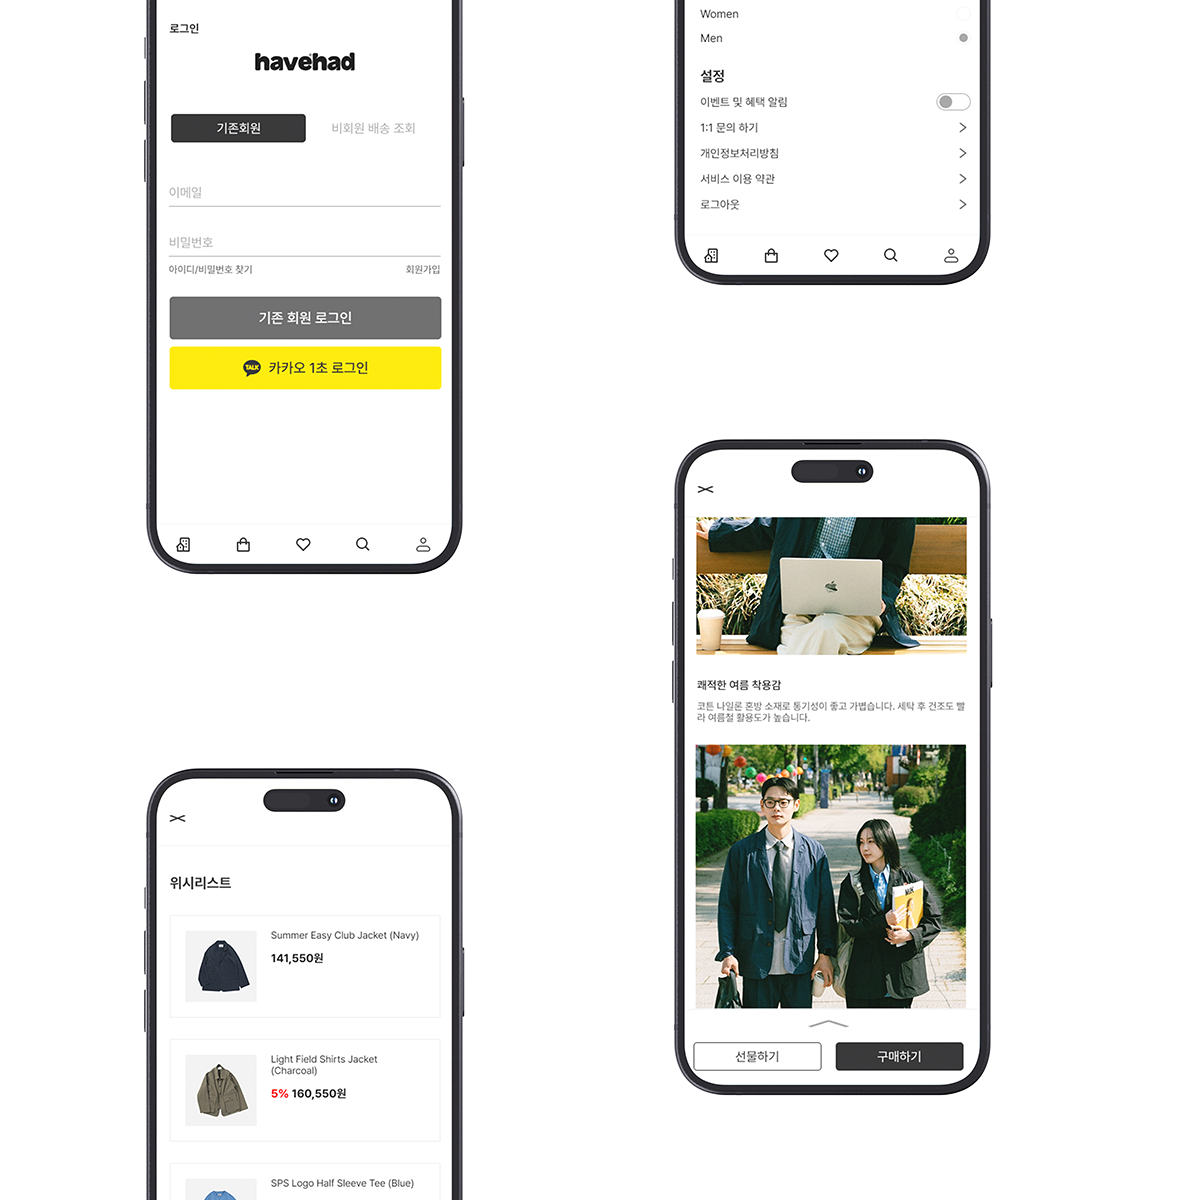 로그인
havehad
기존회원
비회원 배송 조회
이메일
비밀번호
아이디/비밀번호 찾기
회원가입
기존 회원 로그인
TALK 카카오 1초 로그인
Women
Men
설정
이벤트 및 혜택 알림
1:1 문의 하기
개인정보처리방침
서비스 이용 약관
로그아웃
쾌적한 여름 착용감
코튼 나일론 혼방 소재로 통기성이 좋고 가볍습니다. 세탁 후 건조도 빨
라 여름철 활용도가 높습니다.
선물하기
구매하기
위시리스트
Summer Easy Club Jacket (Navy)
141,550원
Light Field Shirts Jacket
(Charcoal)
5% 160,550원
SPS Logo Half Sleeve Tee (Blue)